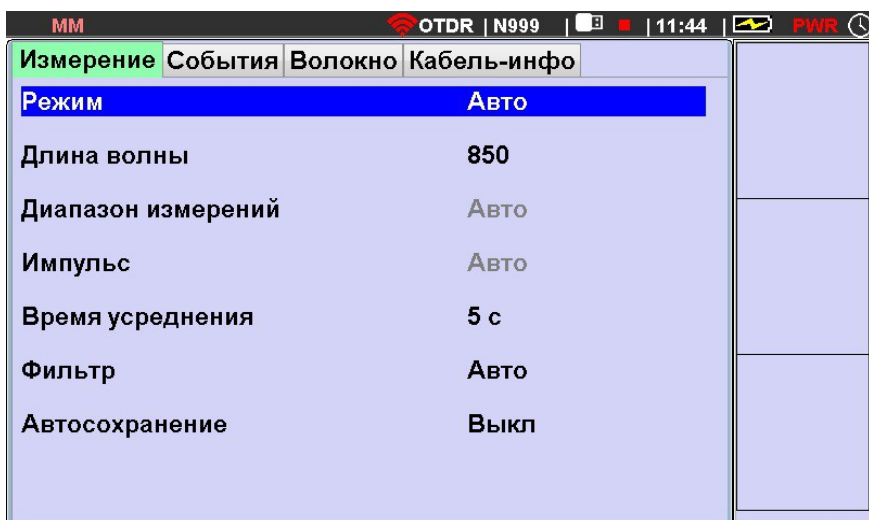 MM OTDR | N999 | | 11:44 | PWR
Измерение События Волокно Кабель-инфо
Режим Авто
Длина волны 850
Диапазон измерений Авто
Импульс Авто
Время усреднения 5 с
Фильтр Авто
Автосохранение Выкл